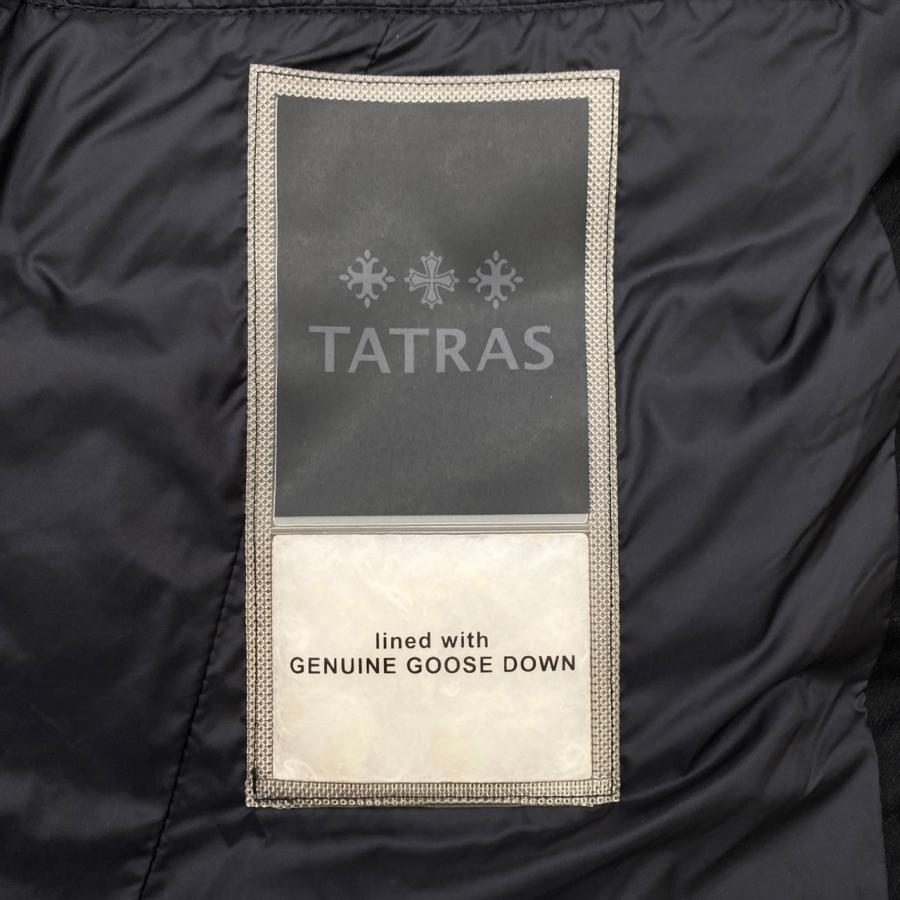 TATRAS
lined with
GENUINE GOOSE DOWN